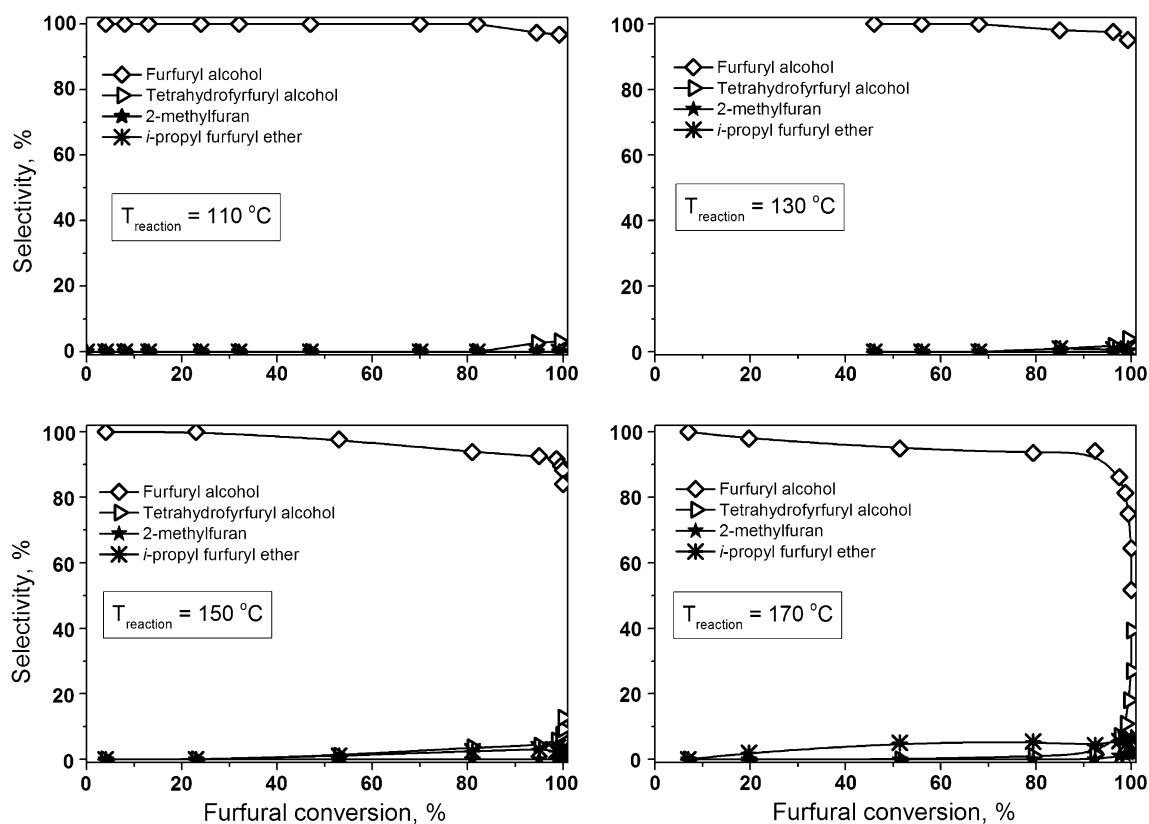 100
80
60
40
20
0
Selectivity, %
Furfuryl alcohol
Tetrahydrofyrfuryl alcohol
2-methylfuran
i-propyl furfuryl ether
Treaction = 110 °C
0 20 40 60 80 100
100
80
60
40
20
0
Furfuryl alcohol
Tetrahydrofyrfuryl alcohol
2-methylfuran
i-propyl furfuryl ether
Treaction = 130 °C
0 20 40 60 80 100
100
80
60
40
20
0
Selectivity, %
Furfuryl alcohol
Tetrahydrofyrfuryl alcohol
2-methylfuran
i-propyl furfuryl ether
Treaction = 150 °C
0 20 40 60 80 100
Furfural conversion, %
100
80
60
40
20
0
Furfuryl alcohol
Tetrahydrofyrfuryl alcohol
2-methylfuran
i-propyl furfuryl ether
Treaction = 170 °C
0 20 40 60 80 100
Furfural conversion, %